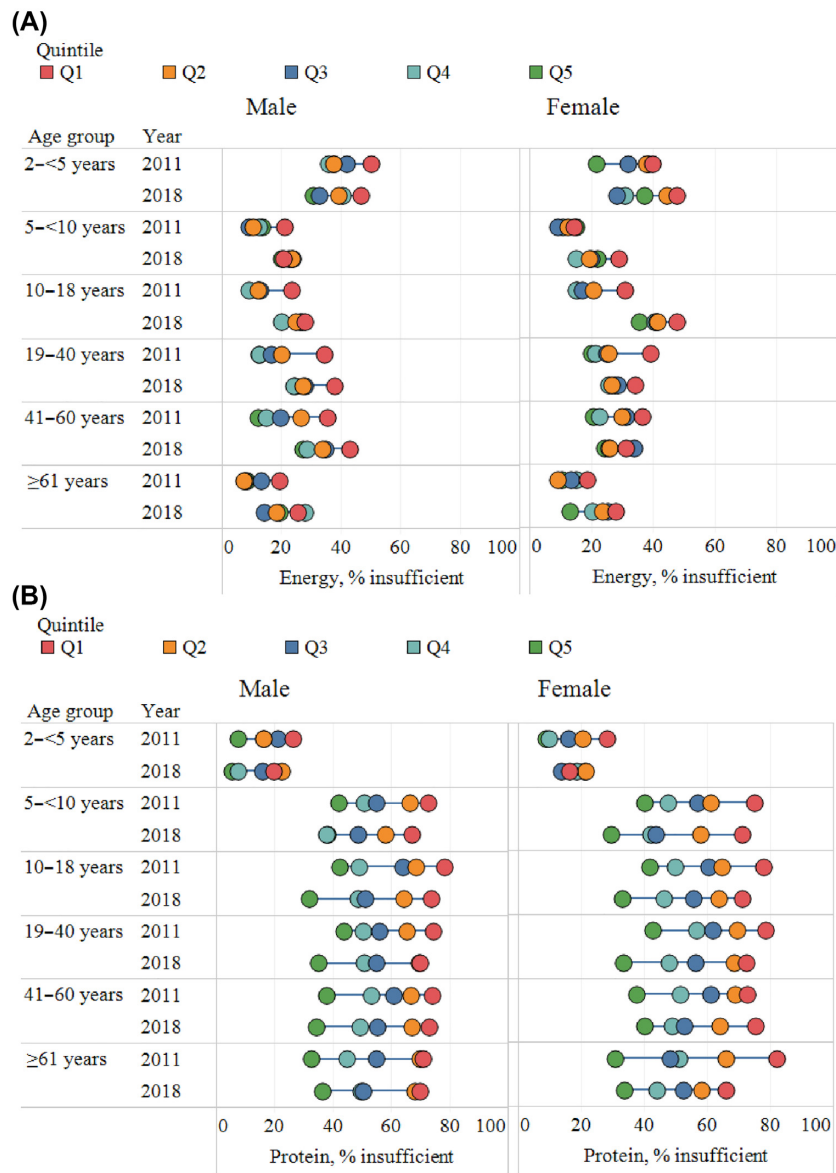 (A)
Quintile
Q1 Q2 Q3 Q4 Q5
Male Female
Age group Year
2–<5 years 2011
2018
5–<10 years 2011
2018
10–18 years 2011
2018
19–40 years 2011
2018
41–60 years 2011
2018
≥61 years 2011
2018
0 20 40 60 80 100 0 20 40 60 80 100
Energy, % insufficient Energy, % insufficient
(B)
Quintile
Q1 Q2 Q3 Q4 Q5
Male Female
Age group Year
2–<5 years 2011
2018
5–<10 years 2011
2018
10–18 years 2011
2018
19–40 years 2011
2018
41–60 years 2011
2018
≥61 years 2011
2018
0 20 40 60 80 100 0 20 40 60 80 100
Protein, % insufficient Protein, % insufficient